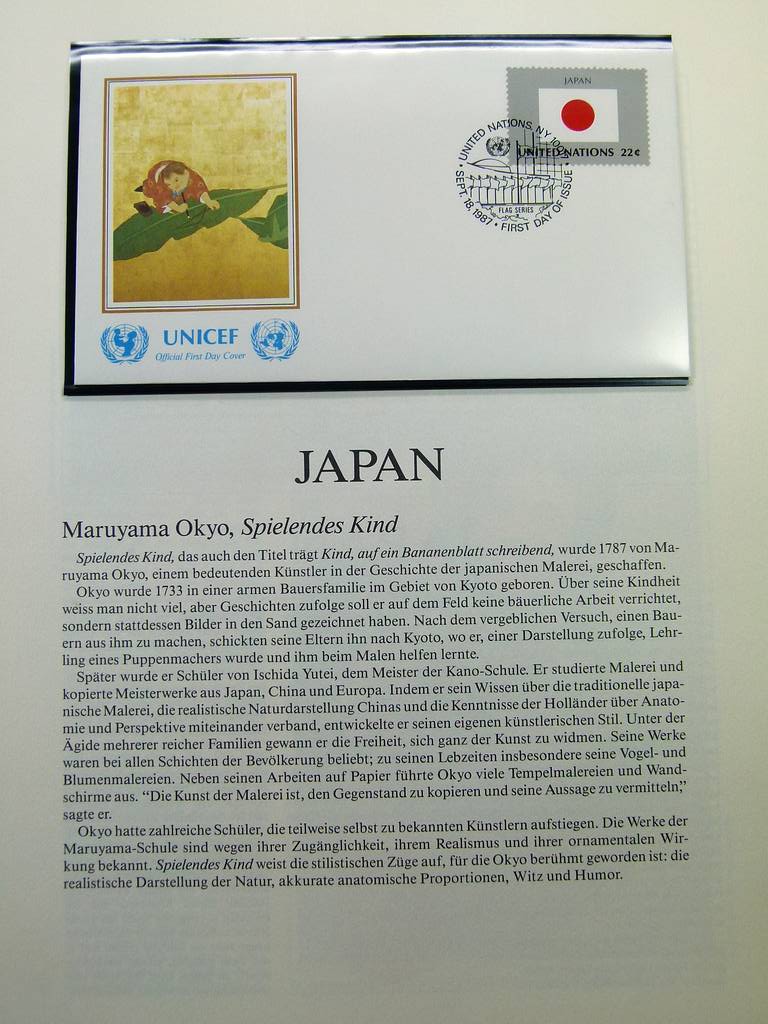 JAPAN
UNITED NATIONS 22¢
UNITED NATIONS, NY 100
SEPT. 18, 1987 • FIRST DAY OF ISSUE •
FLAG SERIES
UNICEF
Official First Day Cover
JAPAN
Maruyama Okyo, Spielendes Kind
Spielendes Kind, das auch den Titel trägt Kind, auf ein Bananenblatt schreibend, wurde 1787 von Ma-
ruyama Okyo, einem bedeutenden Künstler in der Geschichte der japanischen Malerei, geschaffen.
Okyo wurde 1733 in einer armen Bauersfamilie im Gebiet von Kyoto geboren. Über seine Kindheit
weiss man nicht viel, aber Geschichten zufolge soll er auf dem Feld keine bäuerliche Arbeit verrichtet,
sondern stattdessen Bilder in den Sand gezeichnet haben. Nach dem vergeblichen Versuch, einen Bau-
ern aus ihm zu machen, schickten seine Eltern ihn nach Kyoto, wo er, einer Darstellung zufolge, Lehr-
ling eines Puppenmachers wurde und ihm beim Malen helfen lernte.
Später wurde er Schüler von Ischida Yutei, dem Meister der Kano-Schule. Er studierte Malerei und
kopierte Meisterwerke aus Japan, China und Europa. Indem er sein Wissen über die traditionelle japa-
nische Malerei, die realistische Naturdarstellung Chinas und die Kenntnisse der Holländer über Anato-
mie und Perspektive miteinander verband, entwickelte er seinen eigenen künstlerischen Stil. Unter der
Ägide mehrerer reicher Familien gewann er die Freiheit, sich ganz der Kunst zu widmen. Seine Werke
waren bei allen Schichten der Bevölkerung beliebt; zu seinen Lebzeiten insbesondere seine Vogel- und
Blumenmalereien. Neben seinen Arbeiten auf Papier führte Okyo viele Tempelmalereien und Wand-
schirme aus. “Die Kunst der Malerei ist, den Gegenstand zu kopieren und seine Aussage zu vermitteln,”
sagte er.
Okyo hatte zahlreiche Schüler, die teilweise selbst zu bekannten Künstlern aufstiegen. Die Werke der
Maruyama-Schule sind wegen ihrer Zugänglichkeit, ihrem Realismus und ihrer ornamentalen Wir-
kung bekannt. Spielendes Kind weist die stilistischen Züge auf, für die Okyo berühmt geworden ist: die
realistische Darstellung der Natur, akkurate anatomische Proportionen, Witz und Humor.